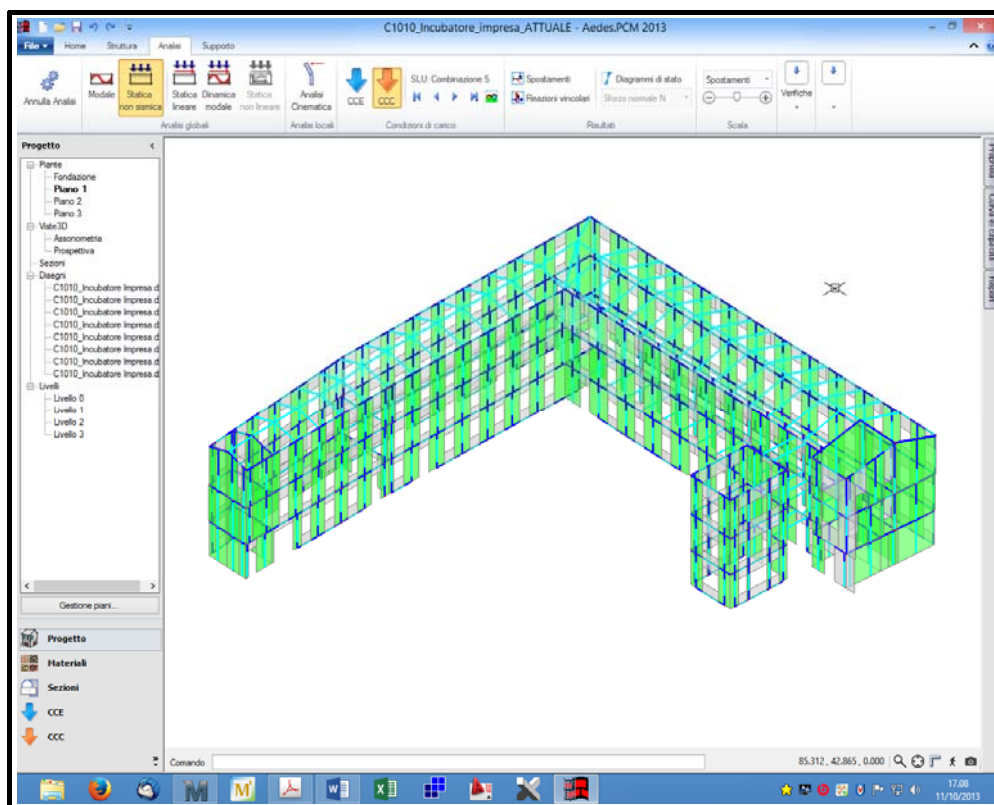 C1010_Incubatore_impresa_ATTUALE - Aedes.PCM 2013
File Home Struttura Analisi Supporto
Annulla Analisi
Modale
Statica non sismica
Statica lineare
Dinamica modale
Statica non lineare
Analisi globali
Analisi Cinematica
Analisi locali
CCE
CCC
SLU: Combinazione 5
Condizioni di carico
Spostamenti
Reazioni vincolari
Diagrammi di stato
Sforzo normale N
Risultati
Spostamenti
Scala
Verifiche
Progetto
Piante
Fondazione
Piano 1
Piano 2
Piano 3
Viste3D
Assonometria
Prospettiva
Sezioni
Disegni
C1010_Incubatore Impresa.d
C1010_Incubatore Impresa.d
C1010_Incubatore Impresa.d
C1010_Incubatore Impresa.d
C1010_Incubatore Impresa.d
C1010_Incubatore Impresa.d
C1010_Incubatore Impresa.d
C1010_Incubatore Impresa.d
Livelli
Livello 0
Livello 1
Livello 2
Livello 3
Gestione piani...
Progetto
Materiali
Sezioni
CCE
CCC
Proprietà
Curve di capacità
Report
Comando
85.312 , 42.865 , 0.000
17.08
11/10/2013